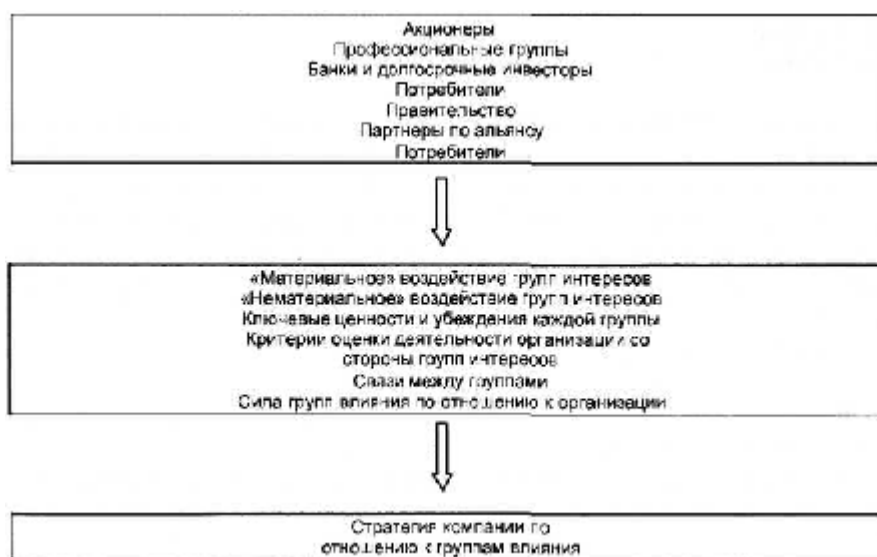 Акционеры
Профессиональные группы
Банки и долгосрочные инвесторы
Потребители
Правительство
Партнеры по альянсу
Потребители
«Материальное» воздействие групп интересов
«Нематериальное» воздействие групп интересов
Ключевые ценности и убеждения каждой группы
Критерии оценки деятельности организации со
стороны групп интересов
Связи между группами
Сила групп влияния по отношению к организации
Стратегия компании по
отношению к группам влияния